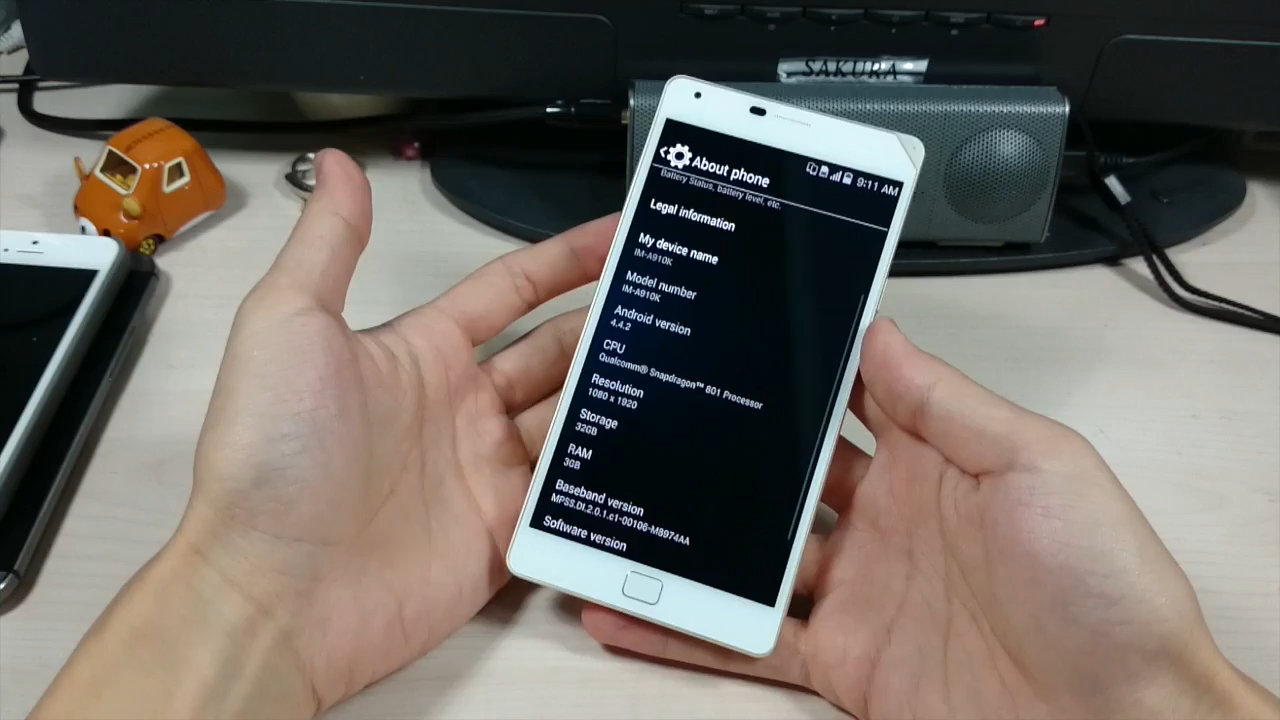 SAKURA
About phone
9:11 AM
Battery Status, battery level, etc.
Legal information
My device name
IM-A910K
Model number
IM-A910K
Android version
4.4.2
CPU
Qualcomm® Snapdragon™ 801 Processor
Resolution
1080 x 1920
Storage
32GB
RAM
3GB
Baseband version
MPSS.DI.2.0.1.c1-00106-M8974AA
Software version